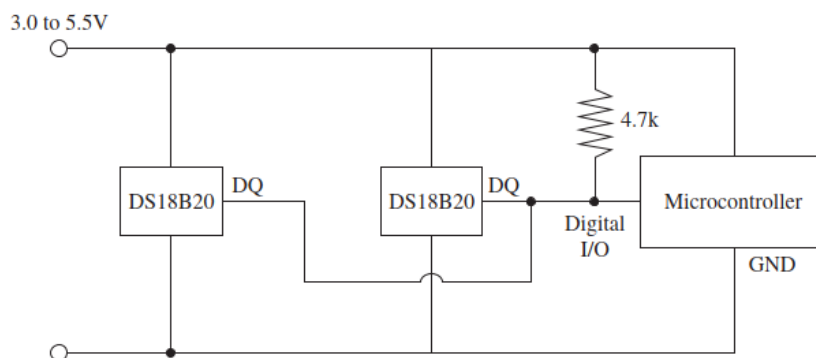 3.0 to 5.5V
4.7k
DS18B20
DQ
DS18B20
DQ
Digital
I/O
Microcontroller
GND